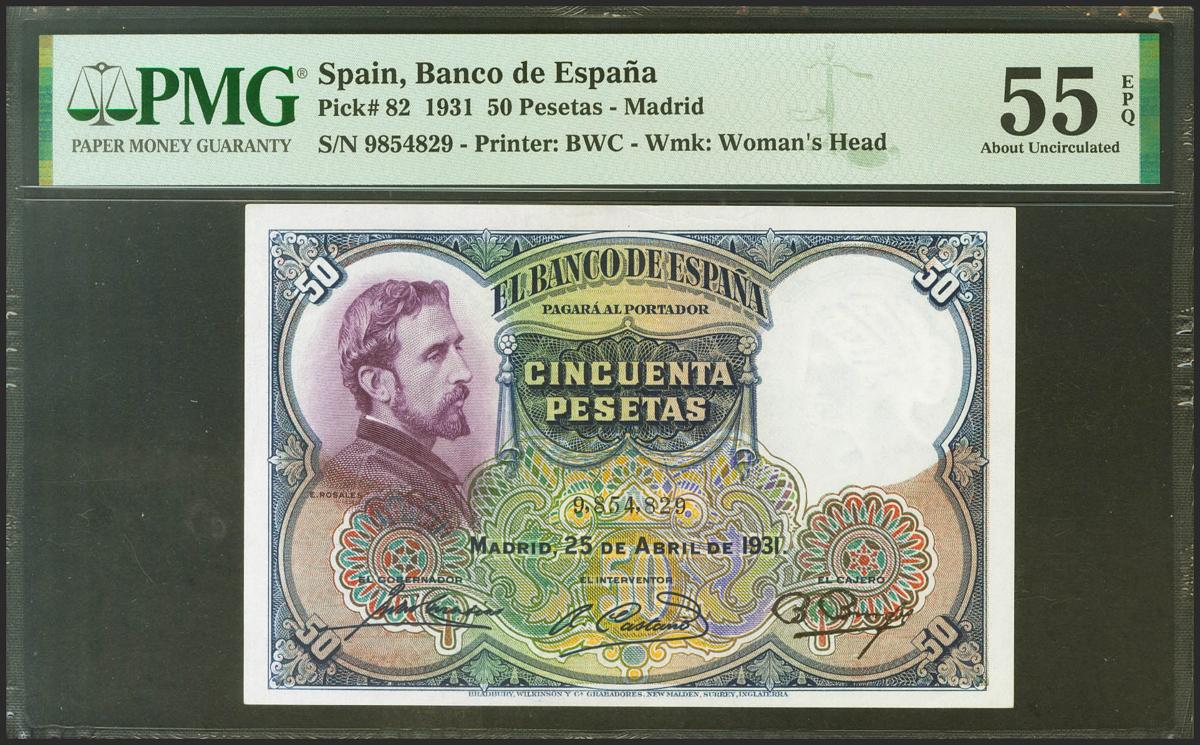 PMG®
PAPER MONEY GUARANTY
Spain, Banco de España
Pick# 82 1931 50 Pesetas - Madrid
S/N 9854829 - Printer: BWC - Wmk: Woman's Head
55
EPQ
About Uncirculated
50
50
EL BANCO DE ESPAÑA
PAGARÁ AL PORTADOR
CINCUENTA
PESETAS
E. ROSALES
9,854,829
MADRID, 25 DE ABRIL DE 1931.
50
EL GOBERNADOR
EL INTERVENTOR
EL CAJERO
50
50
BRADBURY, WILKINSON Y Cª GRABADORES, NEW MALDEN, SURREY, INGLATERRA